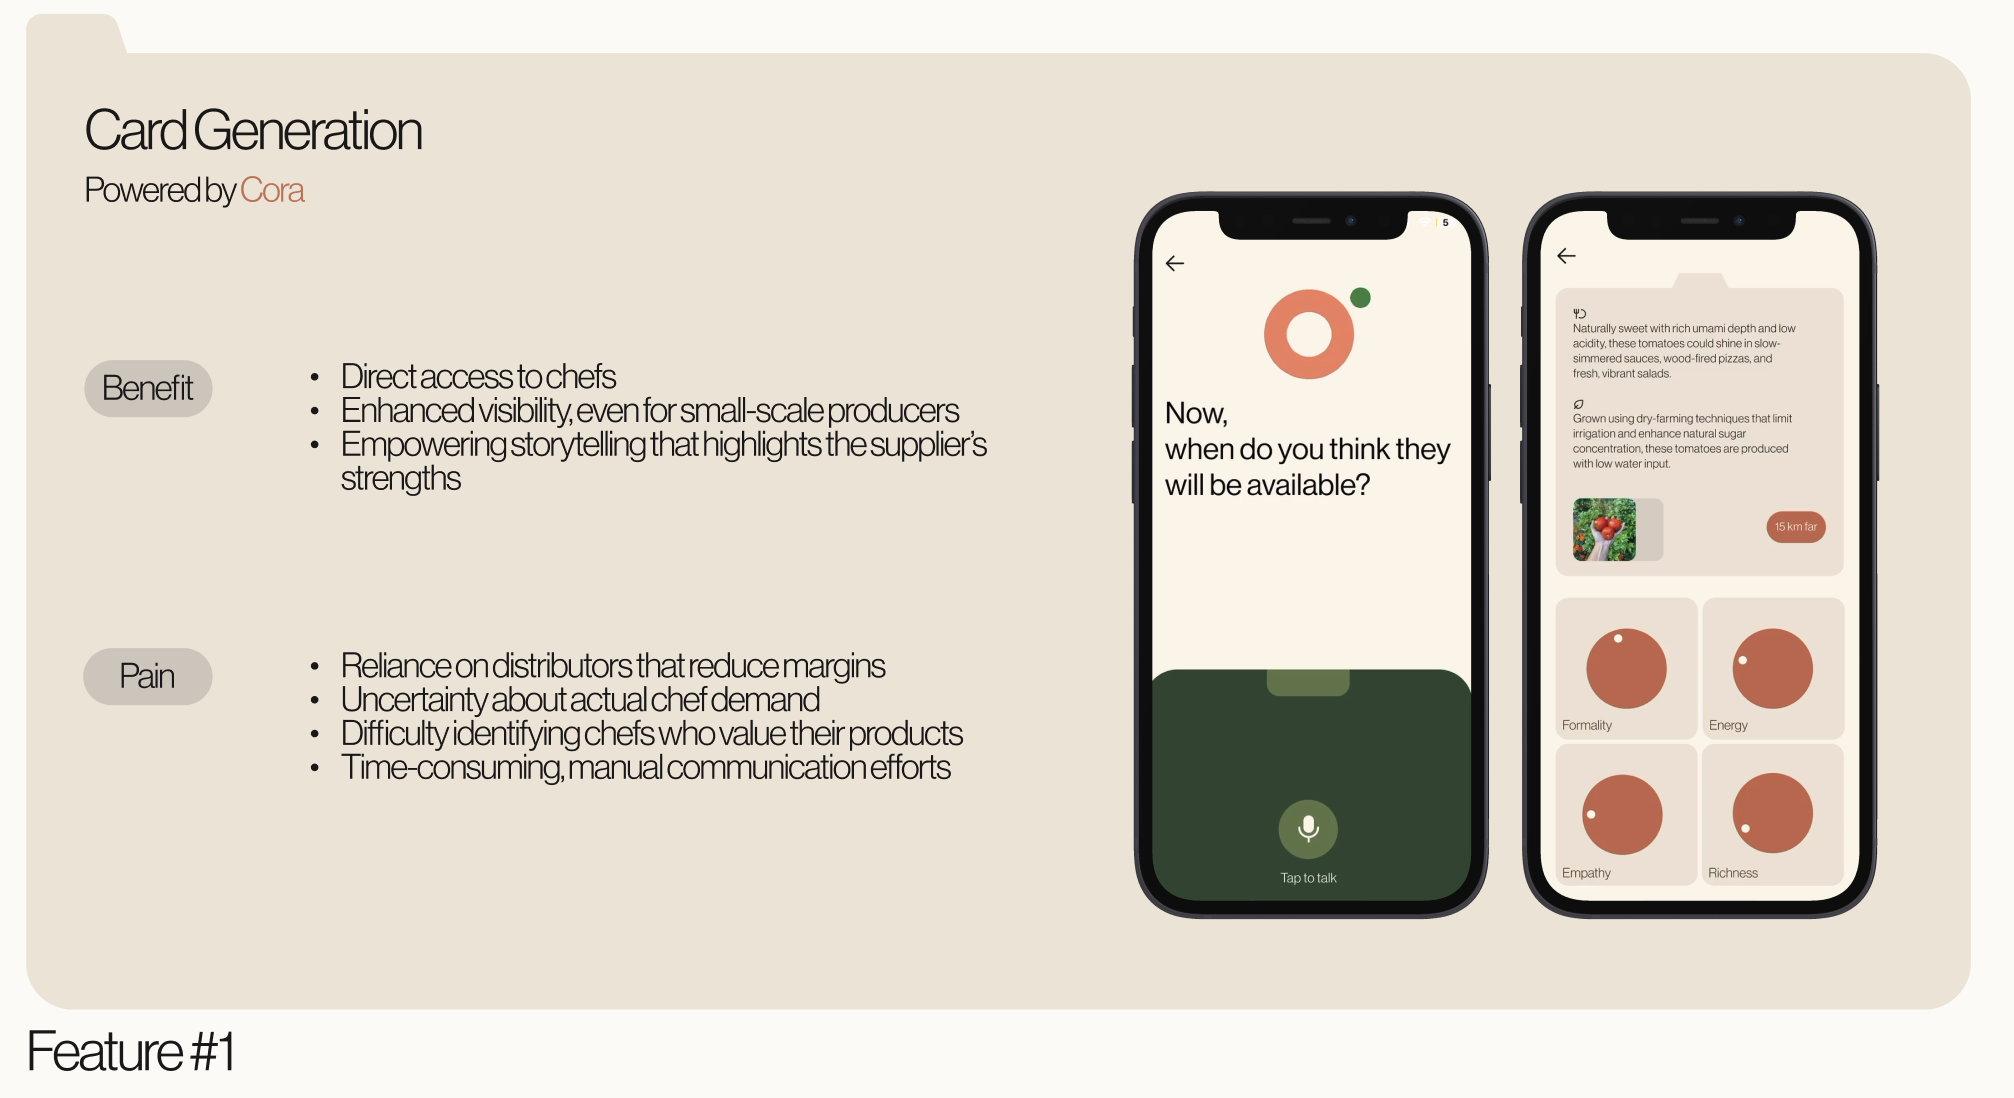 Card Generation
Powered by Cora
Benefit
• Direct access to chefs
• Enhanced visibility, even for small-scale producers
• Empowering storytelling that highlights the supplier’s
strengths
Pain
• Reliance on distributors that reduce margins
• Uncertainty about actual chef demand
• Difficulty identifying chefs who value their products
• Time-consuming, manual communication efforts
5
Now,
when do you think they
will be available?
Tap to talk
Naturally sweet with rich umami depth and low
acidity, these tomatoes could shine in slow-
simmered sauces, wood-fired pizzas, and
fresh, vibrant salads.
Grown using dry-farming techniques that limit
irrigation and enhance natural sugar
concentration, these tomatoes are produced
with low water input.
15 km far
Formality
Energy
Empathy
Richness
Feature #1